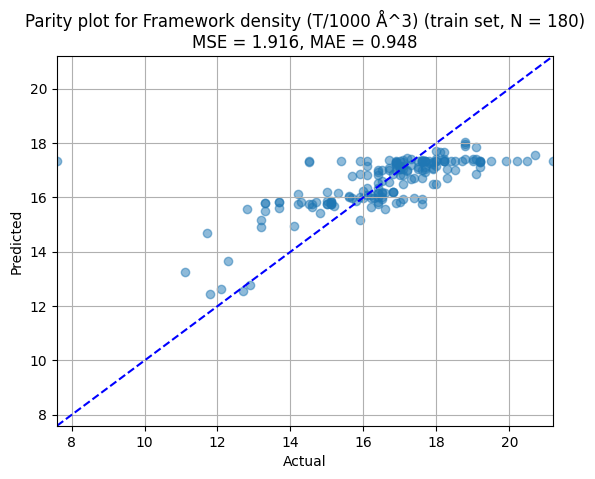 Parity plot for Framework density (T/1000 Å^3) (train set, N = 180)
MSE = 1.916, MAE = 0.948
20
18
16
14
12
10
8
Predicted
8 10 12 14 16 18 20
Actual